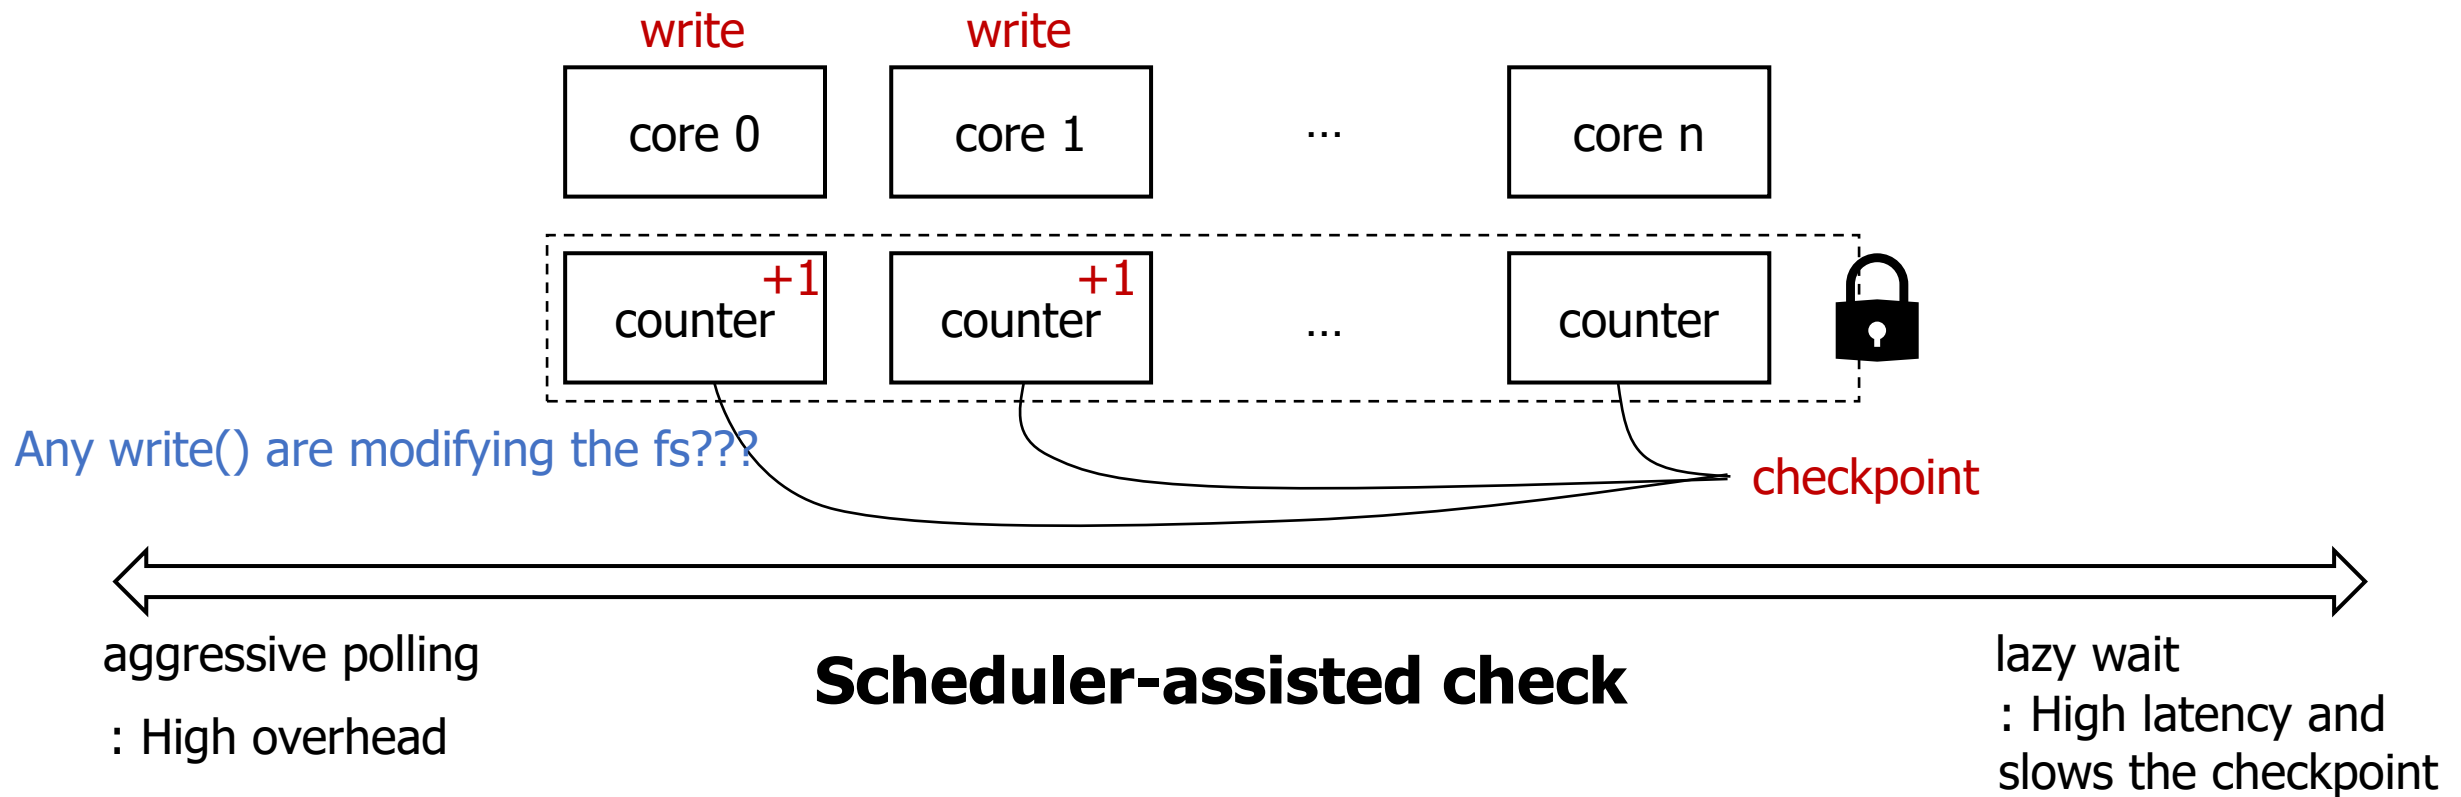 write
write
core 0
core 1
...
core n
counter
+1
counter
+1
...
counter
Any write() are modifying the fs???
checkpoint
aggressive polling
: High overhead
Scheduler-assisted check
lazy wait
: High latency and
slows the checkpoint